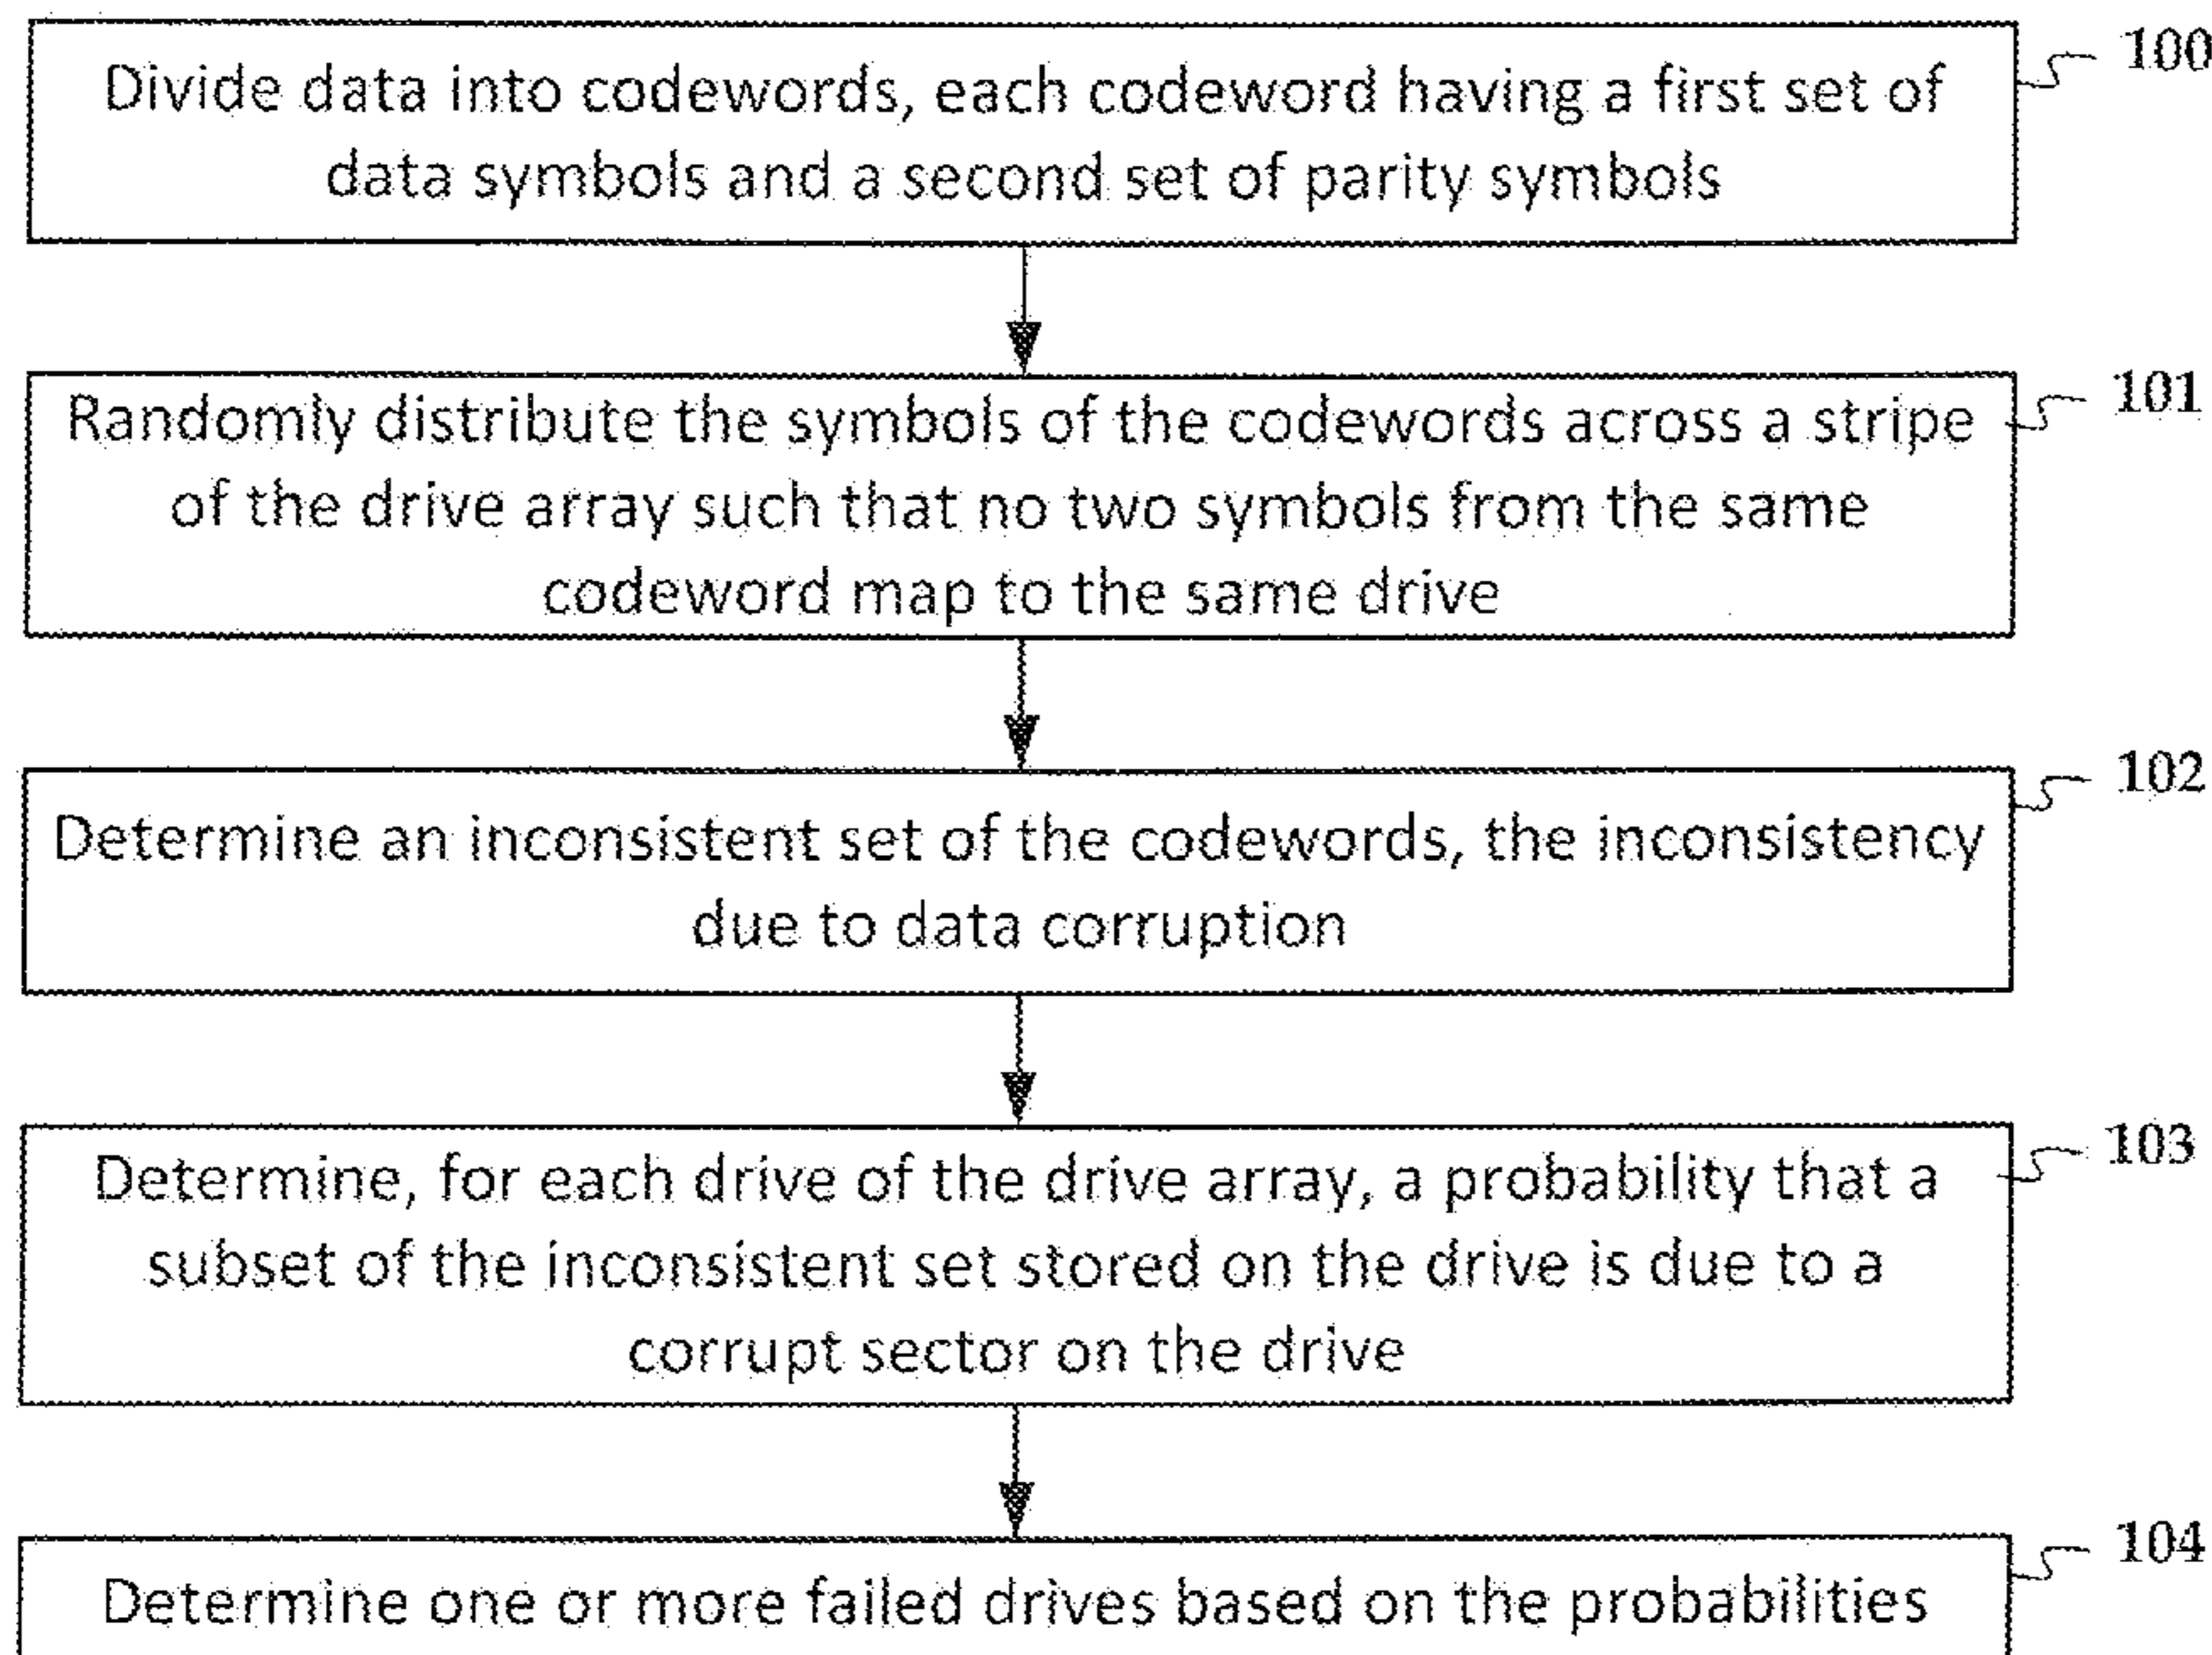 100
Divide data into codewords, each codeword having a first set of
data symbols and a second set of parity symbols
101
Randomly distribute the symbols of the codewords across a stripe
of the drive array such that no two symbols from the same
codeword map to the same drive
102
Determine an inconsistent set of the codewords, the inconsistency
due to data corruption
103
Determine, for each drive of the drive array, a probability that a
subset of the inconsistent set stored on the drive is due to a
corrupt sector on the drive
104
Determine one or more failed drives based on the probabilities